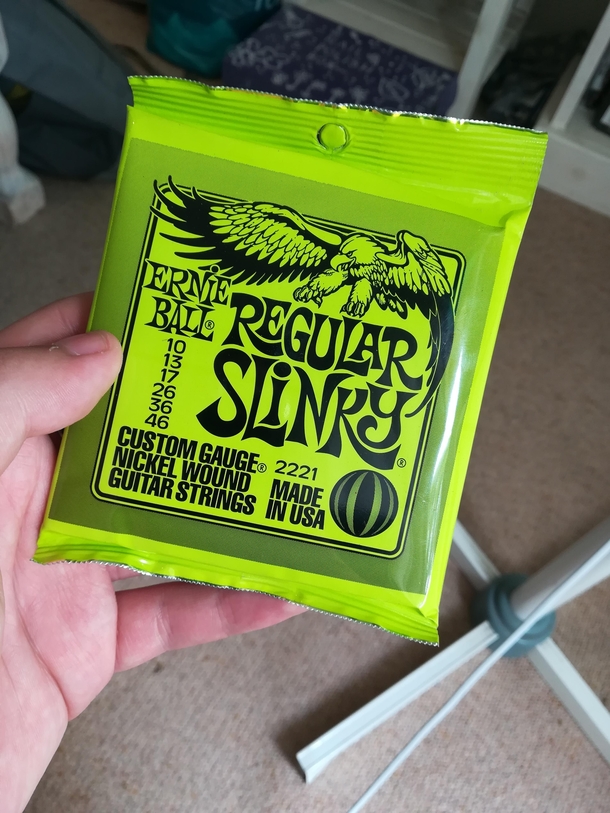 ERNIE
BALL®
REGULAR
SLiNKY®
10
13
17
26
36
46
CUSTOM GAUGE®
NICKEL WOUND
GUITAR STRINGS
2221
MADE
IN USA